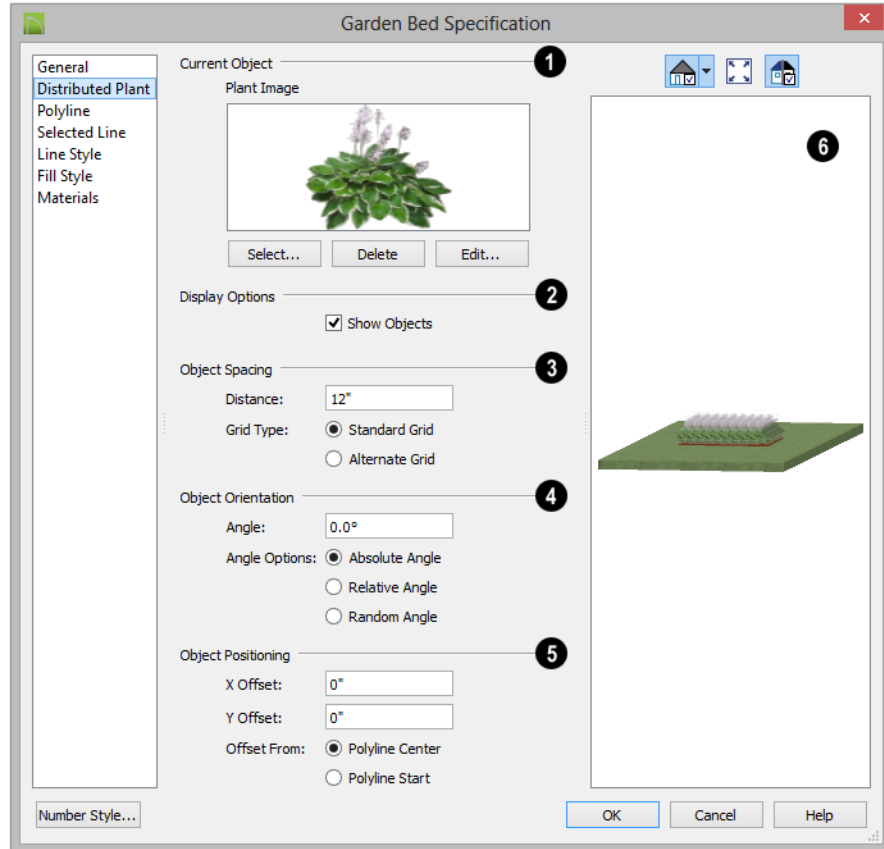 Garden Bed Specification
General
Distributed Plant
Polyline
Selected Line
Line Style
Fill Style
Materials
Current Object
1
Plant Image
Select...
Delete
Edit...
Display Options
2
Show Objects
Object Spacing
3
Distance: 12"
Grid Type: Standard Grid
Alternate Grid
Object Orientation
4
Angle: 0.0°
Angle Options: Absolute Angle
Relative Angle
Random Angle
Object Positioning
5
X Offset: 0"
Y Offset: 0"
Offset From: Polyline Center
Polyline Start
6
Number Style...
OK
Cancel
Help